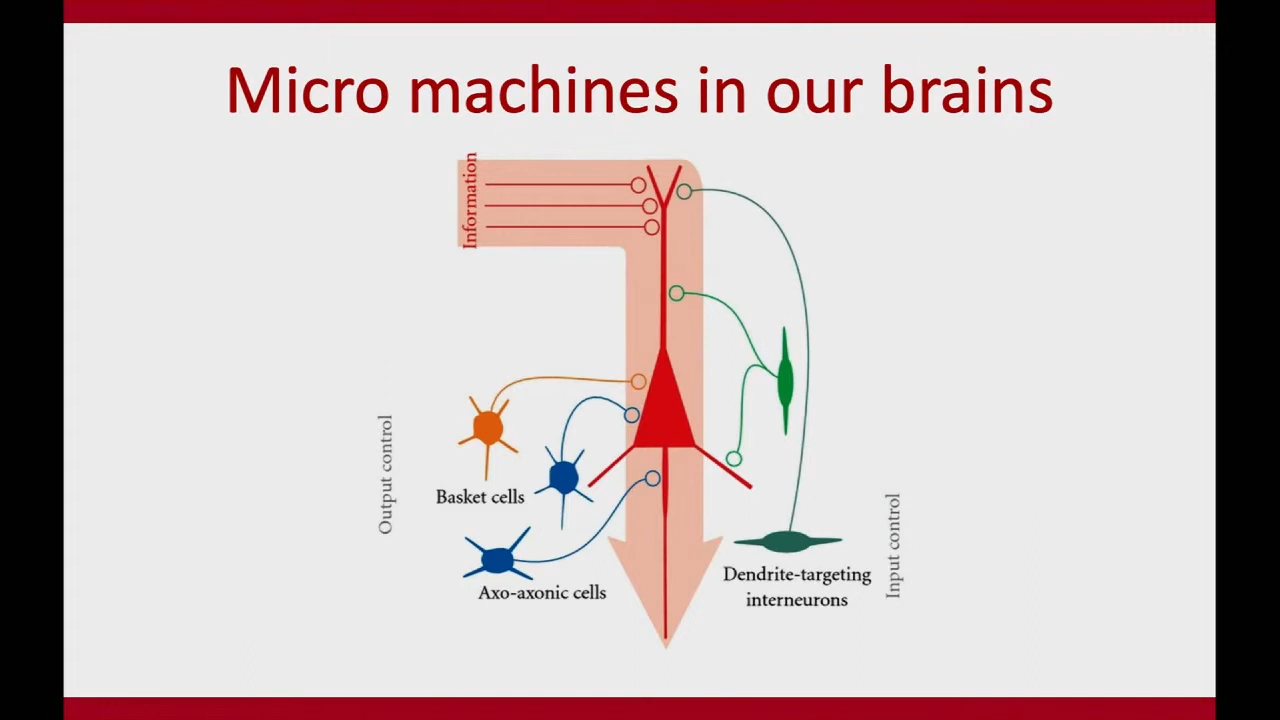 Micro machines in our brains
Information
Output control
Basket cells
Axo-axonic cells
Dendrite-targeting
interneurons
Input control